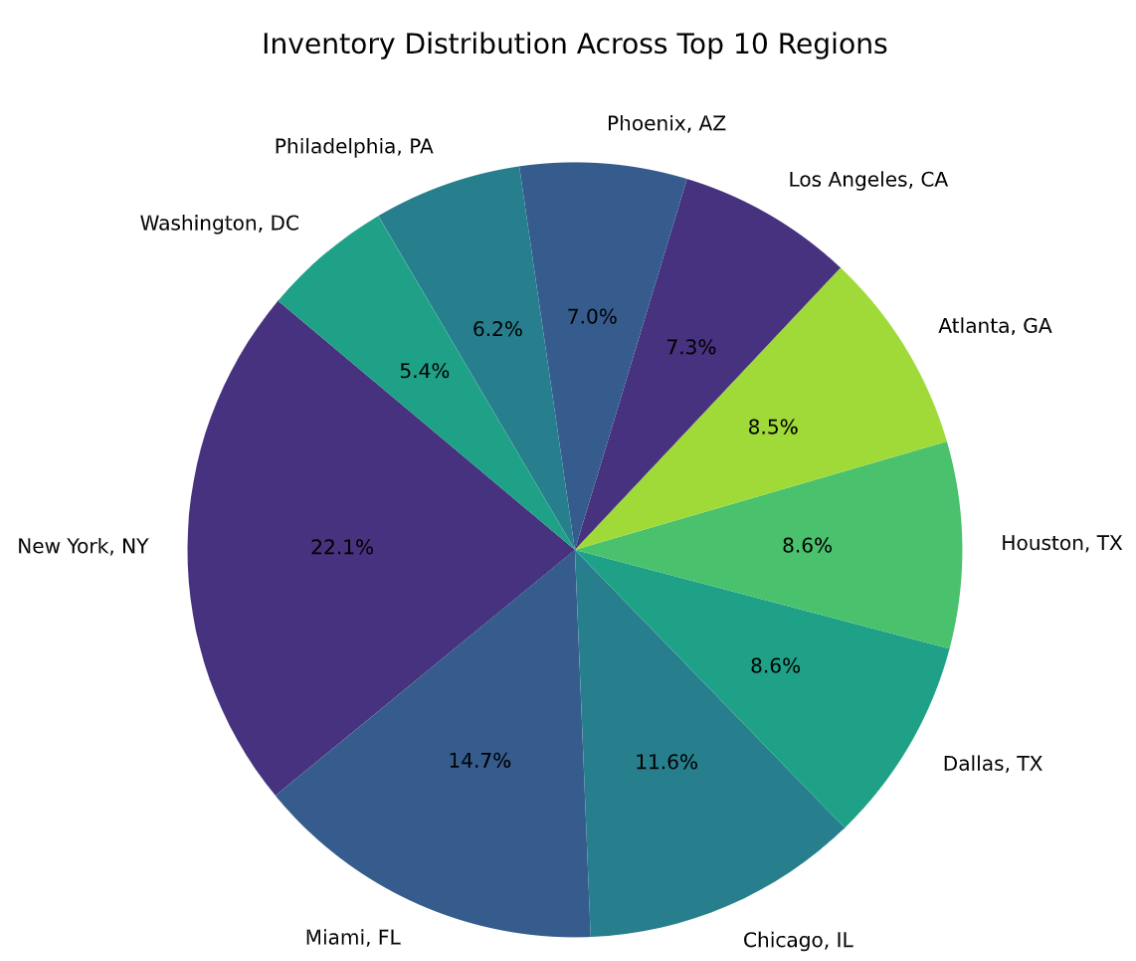 Inventory Distribution Across Top 10 Regions
Phoenix, AZ
Philadelphia, PA
Los Angeles, CA
Washington, DC
Atlanta, GA
7.0%
6.2%
7.3%
5.4%
8.5%
New York, NY
22.1%
8.6%
Houston, TX
8.6%
14.7%
11.6%
Dallas, TX
Miami, FL
Chicago, IL